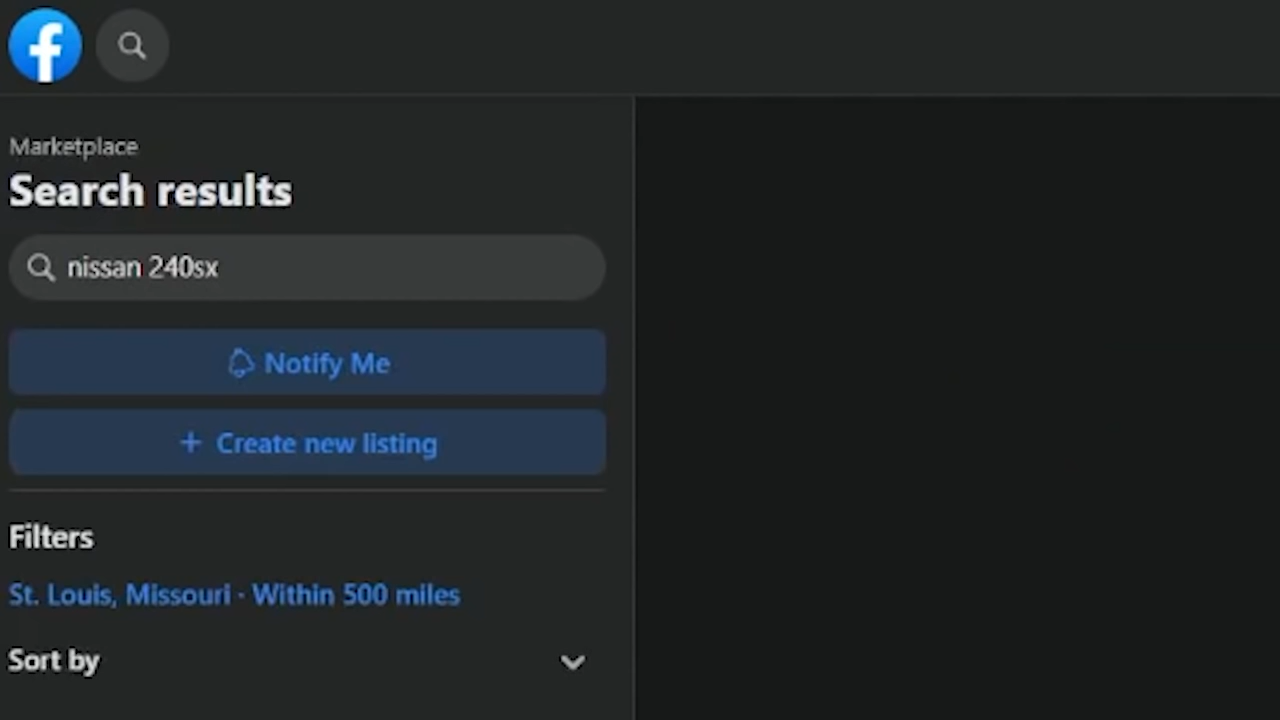 Marketplace
Search results
nissan 240sx
Notify Me
+ Create new listing
Filters
St. Louis, Missouri · Within 500 miles
Sort by